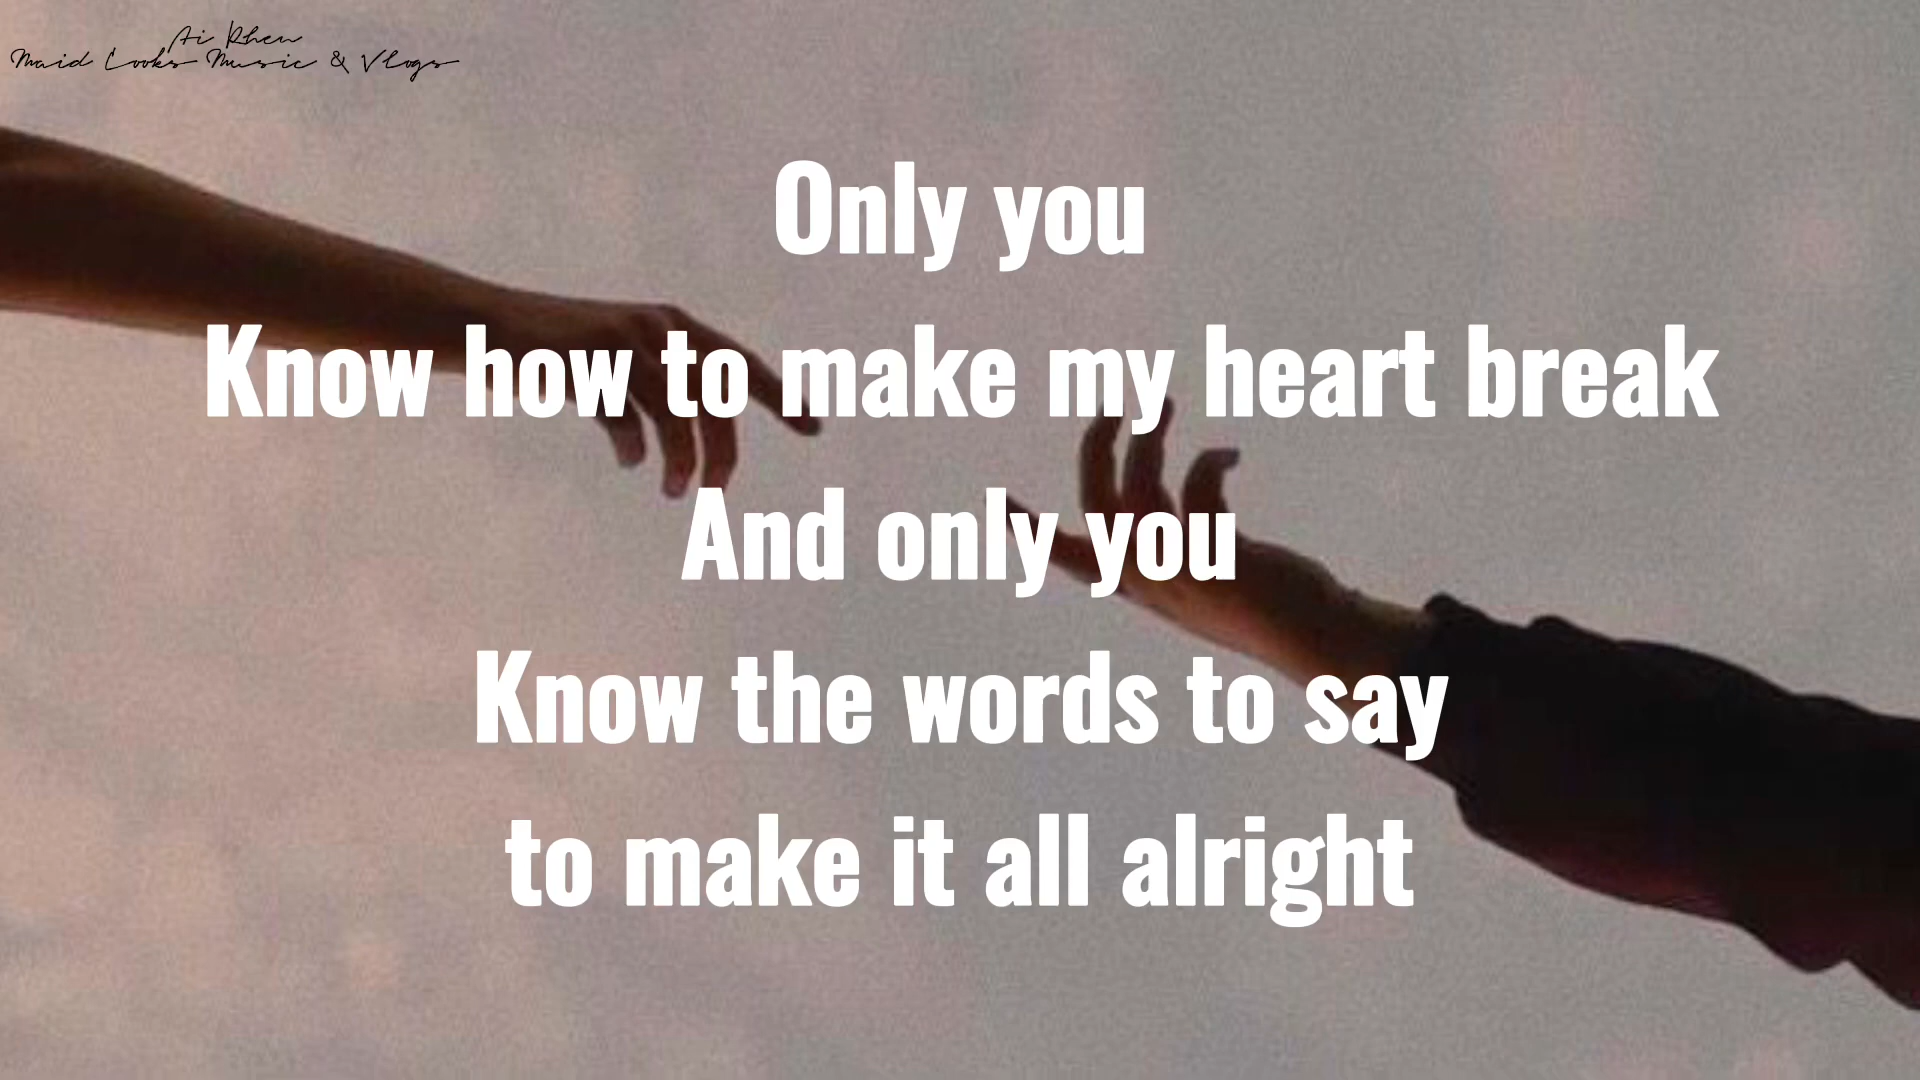 Ai Rhen
Maid Cooks Music & Vlogs
Only you
Know how to make my heart break
And only you
Know the words to say
to make it all alright